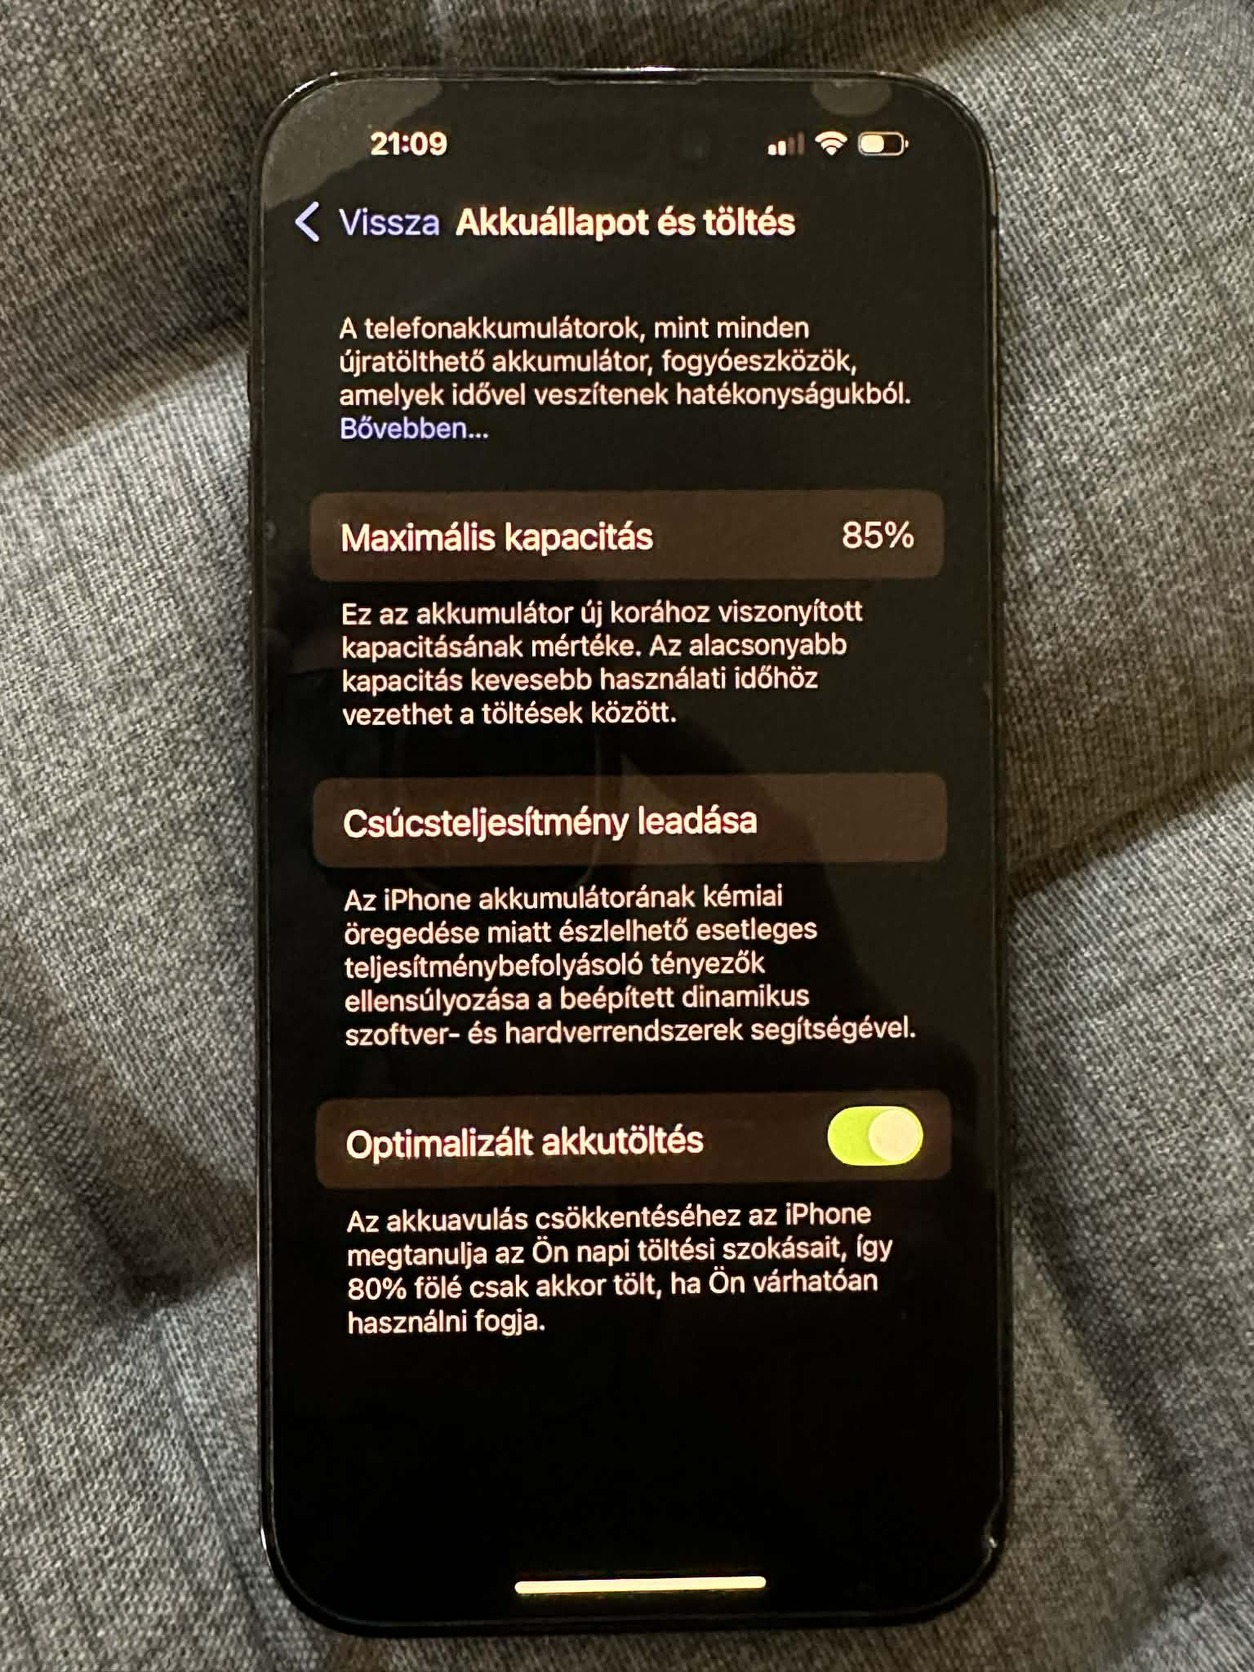 21:09
Vissza Akkuállapot és töltés
A telefonakkumulátorok, mint minden
újratölthető akkumulátor, fogyóeszközök,
amelyek idővel veszítenek hatékonyságukból.
Bővebben...
Maximális kapacitás 85%
Ez az akkumulátor új korához viszonyított
kapacitásának mértéke. Az alacsonyabb
kapacitás kevesebb használati időhöz
vezethet a töltések között.
Csúcsteljesítmény leadása
Az iPhone akkumulátorának kémiai
öregedése miatt észlelhető esetleges
teljesítménybefolyásoló tényezők
ellensúlyozása a beépített dinamikus
szoftver- és hardverrendszerek segítségével.
Optimalizált akkutöltés
Az akkuavulás csökkentéséhez az iPhone
megtanulja az Ön napi töltési szokásait, így
80% fölé csak akkor tölt, ha Ön várhatóan
használni fogja.